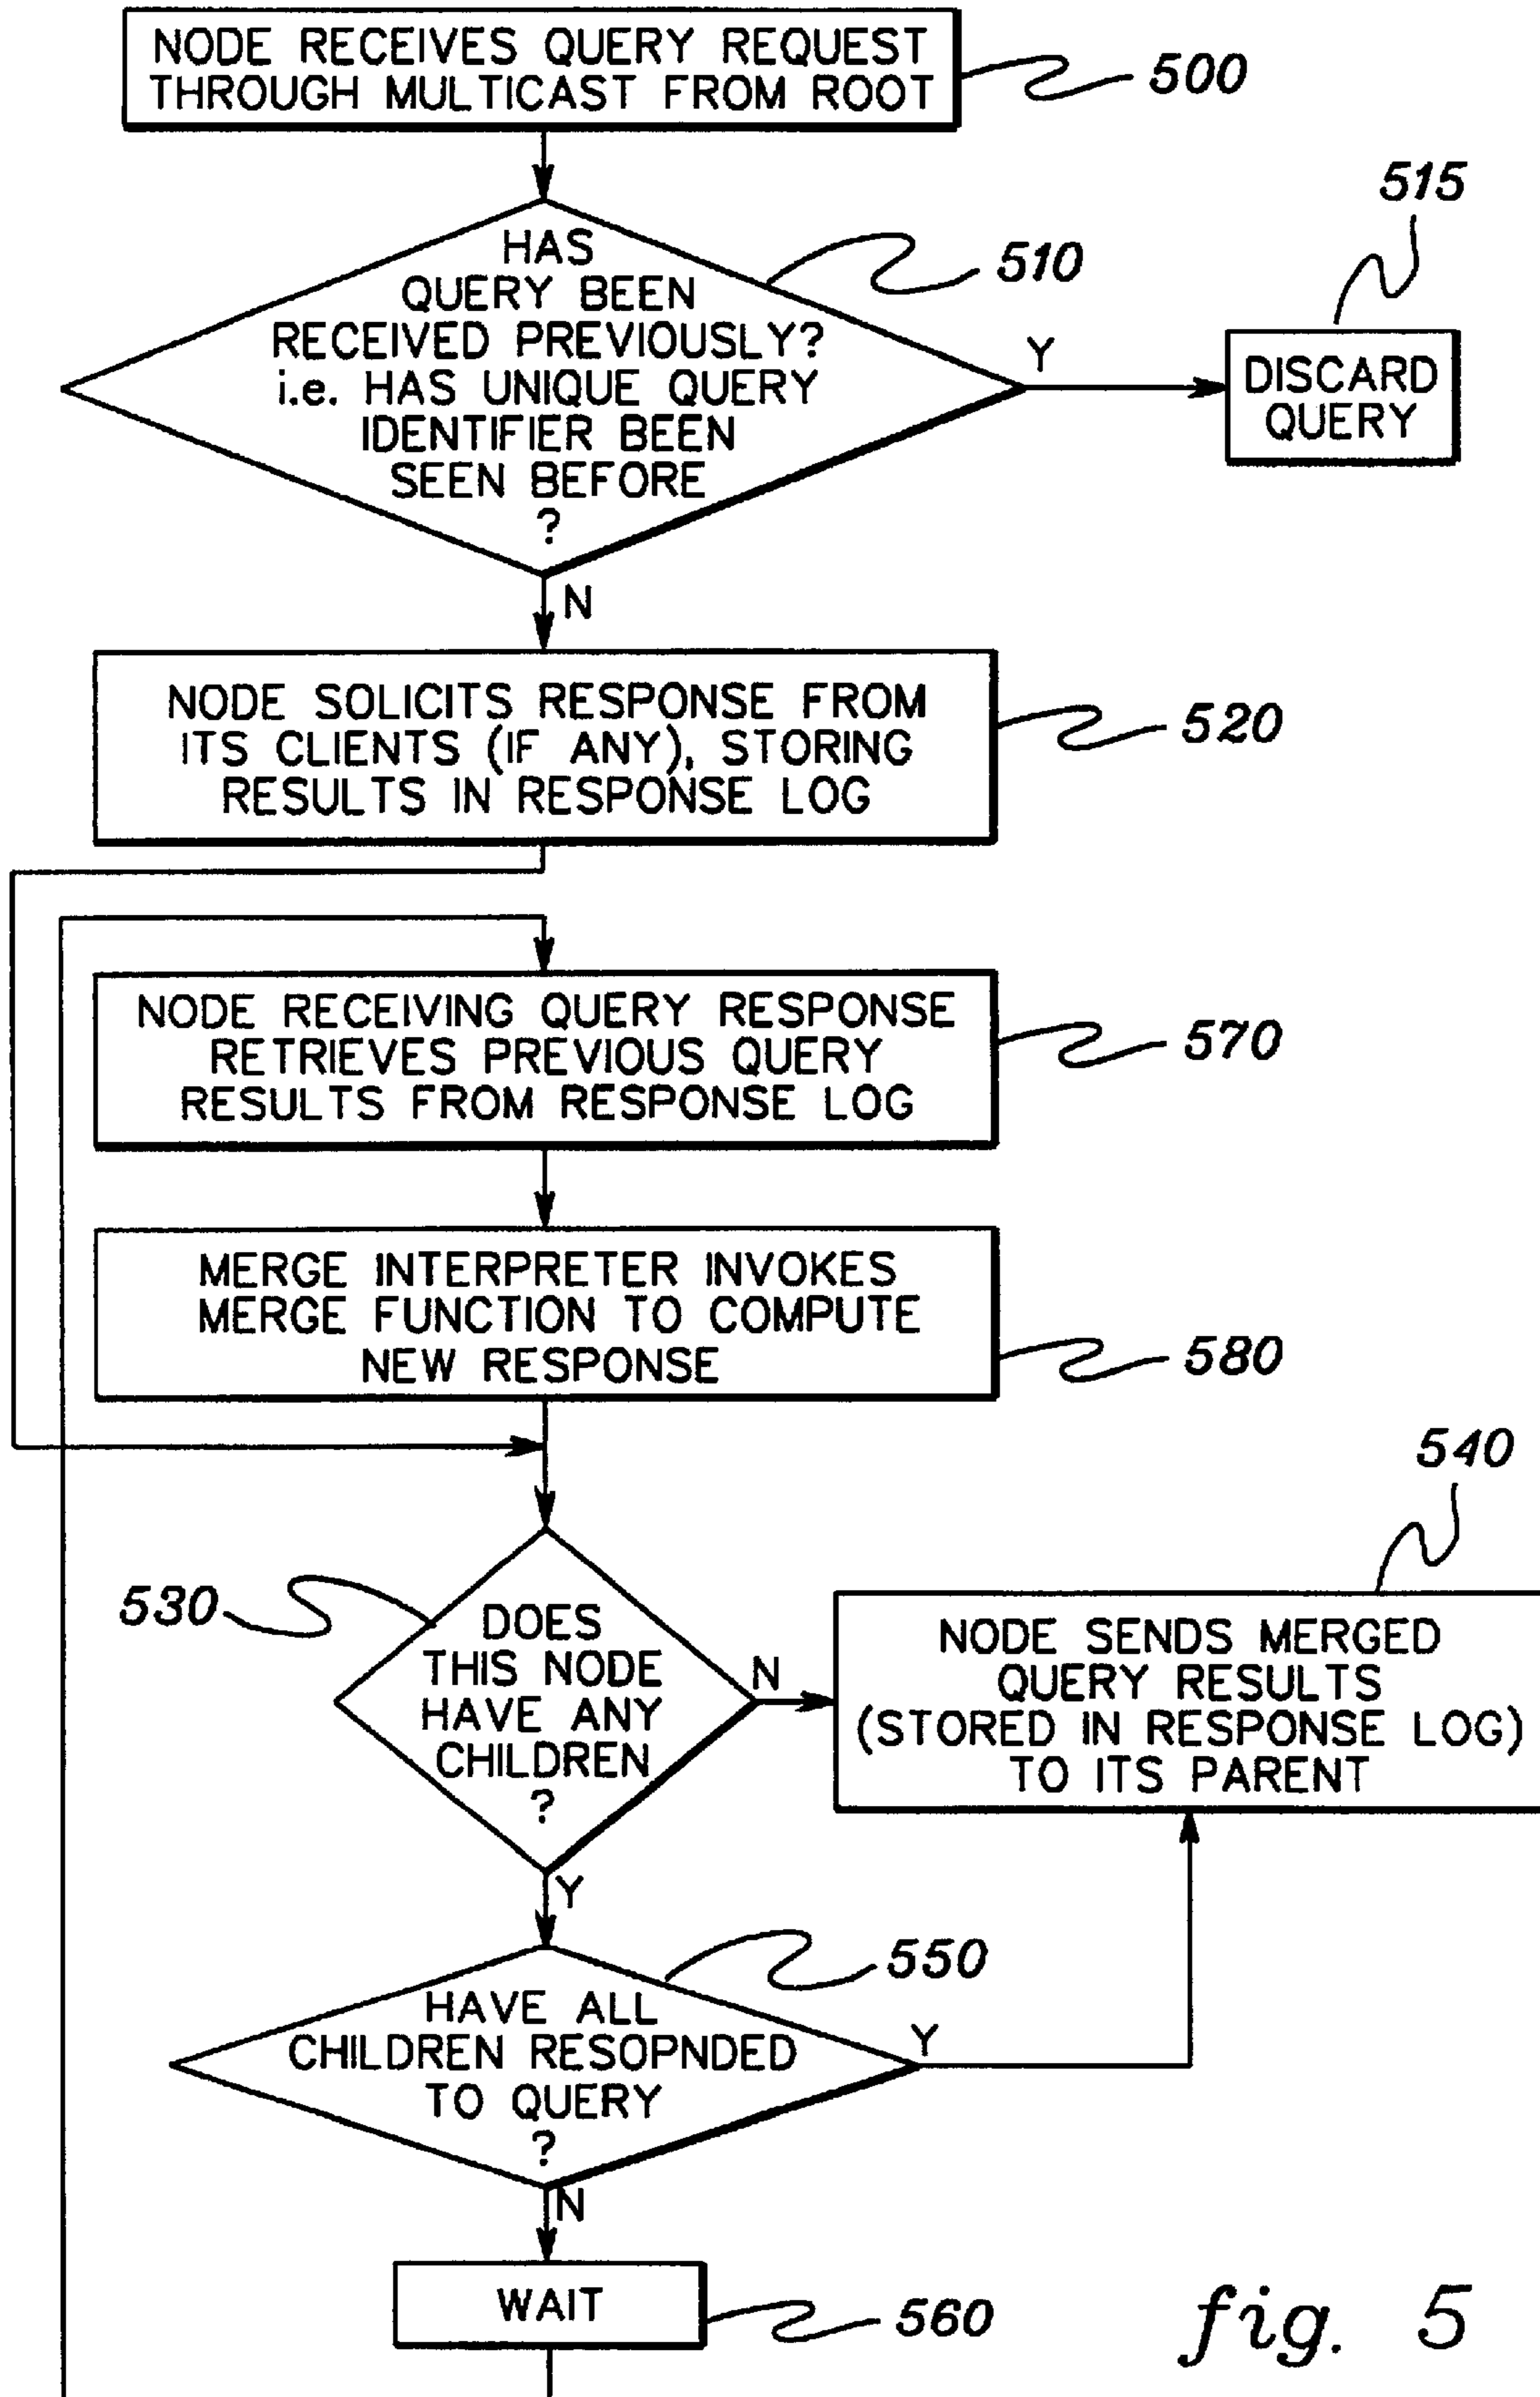 NODE RECEIVES QUERY REQUEST
THROUGH MULTICAST FROM ROOT
500
HAS
QUERY BEEN
RECEIVED PREVIOUSLY?
i.e. HAS UNIQUE QUERY
IDENTIFIER BEEN
SEEN BEFORE
?
510
Y
515
DISCARD
QUERY
N
NODE SOLICITS RESPONSE FROM
ITS CLIENTS (IF ANY), STORING
RESULTS IN RESPONSE LOG
520
NODE RECEIVING QUERY RESPONSE
RETRIEVES PREVIOUS QUERY
RESULTS FROM RESPONSE LOG
570
MERGE INTERPRETER INVOKES
MERGE FUNCTION TO COMPUTE
NEW RESPONSE
580
530
DOES
THIS NODE
HAVE ANY
CHILDREN
?
N
540
NODE SENDS MERGED
QUERY RESULTS
(STORED IN RESPONSE LOG)
TO ITS PARENT
Y
550
HAVE ALL
CHILDREN RESOPNDED
TO QUERY
?
Y
N
WAIT
560
fig. 5